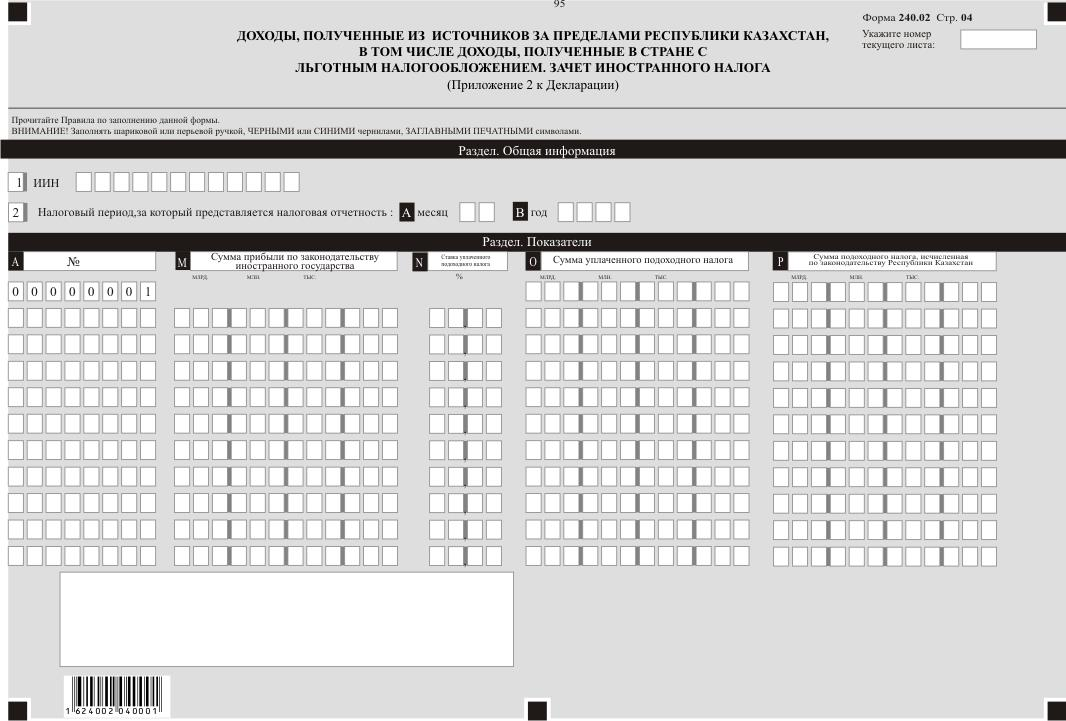 95
Форма 240.02 Стр. 04
ДОХОДЫ, ПОЛУЧЕННЫЕ ИЗ ИСТОЧНИКОВ ЗА ПРЕДЕЛАМИ РЕСПУБЛИКИ КАЗАХСТАН,
В ТОМ ЧИСЛЕ ДОХОДЫ, ПОЛУЧЕННЫЕ В СТРАНЕ С
ЛЬГОТНЫМ НАЛОГООБЛОЖЕНИЕМ. ЗАЧЕТ ИНОСТРАННОГО НАЛОГА
(Приложение 2 к Декларации)
Укажите номер
текущего листа:
Прочитайте Правила по заполнению данной формы.
ВНИМАНИЕ! Заполнять шариковой или перьевой ручкой, ЧЕРНЫМИ или СИНИМИ чернилами, ЗАГЛАВНЫМИ ПЕЧАТНЫМИ символами.
Раздел. Общая информация
1 ИИН
2 Налоговый период,за который представляется налоговая отчетность : A месяц B год
Раздел. Показатели
A №
M Сумма прибыли по законодательству
иностранного государства
N Ставка уплаченного
подоходного налога
O Сумма уплаченного подоходного налога
P Сумма подоходного налога, исчисленная
по законодательству Республики Казахстан
МЛРД. МЛН. ТЫС. % МЛРД. МЛН. ТЫС. МЛРД. МЛН. ТЫС.
0 0 0 0 0 0 0 1
1 624002 040001